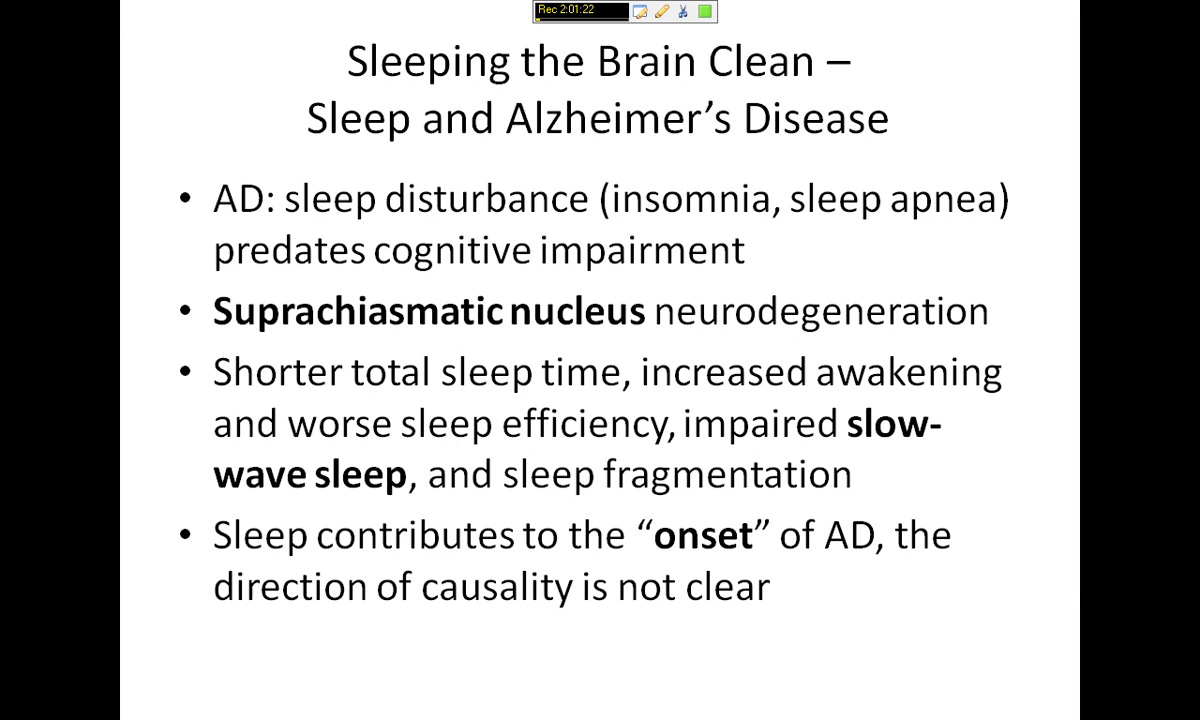 Rec 2:01:22
Sleeping the Brain Clean –
Sleep and Alzheimer’s Disease
• AD: sleep disturbance (insomnia, sleep apnea)
predates cognitive impairment
• Suprachiasmatic nucleus neurodegeneration
• Shorter total sleep time, increased awakening
and worse sleep efficiency, impaired slow-
wave sleep, and sleep fragmentation
• Sleep contributes to the “onset” of AD, the
direction of causality is not clear